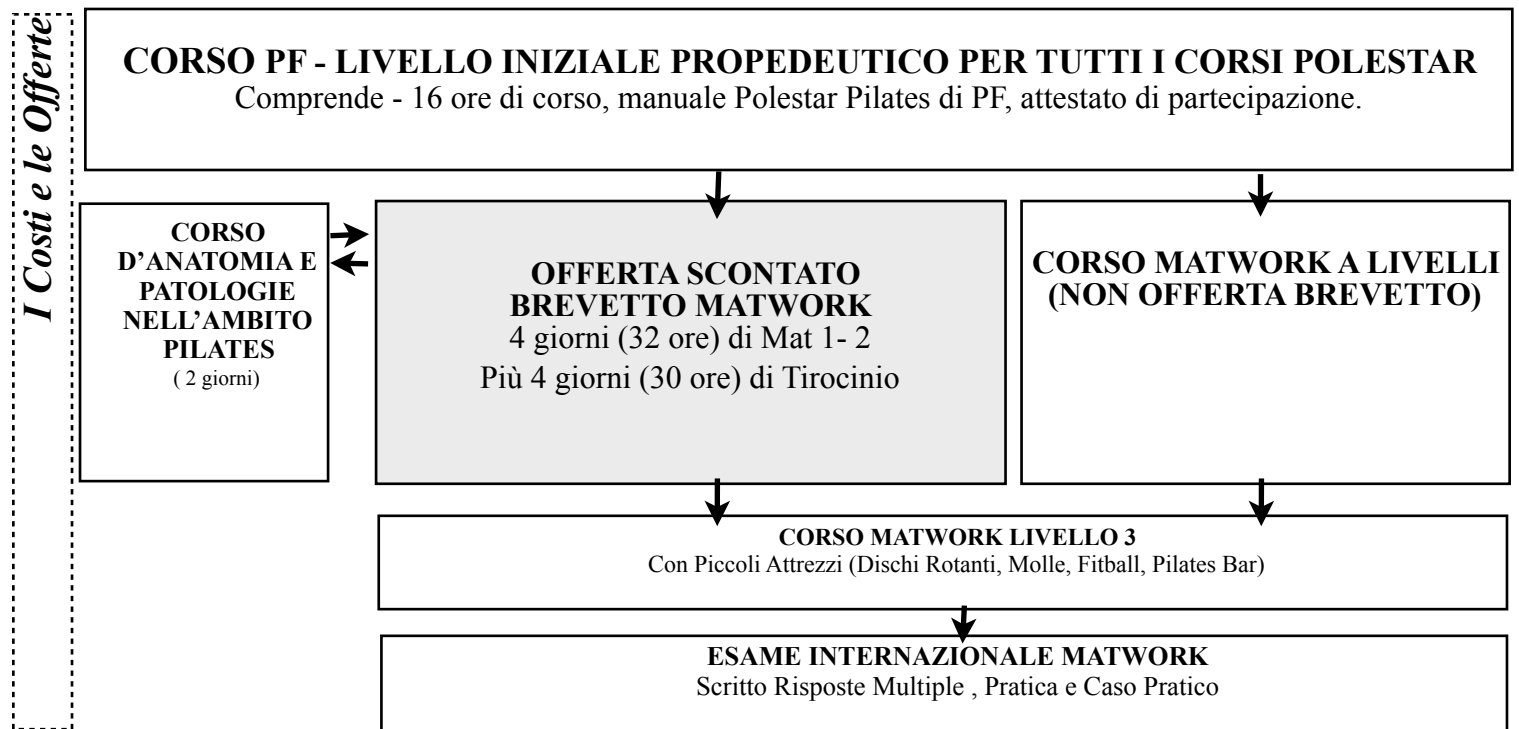 I Costi e le Offerte
CORSO PF - LIVELLO INIZIALE PROPEDEUTICO PER TUTTI I CORSI POLESTAR
Comprende - 16 ore di corso, manuale Polestar Pilates di PF, attestato di partecipazione.
CORSO
D’ANATOMIA E
PATOLOGIE
NELL’AMBITO
PILATES
( 2 giorni)
OFFERTA SCONTATO
BREVETTO MATWORK
4 giorni (32 ore) di Mat 1- 2
Più 4 giorni (30 ore) di Tirocinio
CORSO MATWORK A LIVELLI
(NON OFFERTA BREVETTO)
CORSO MATWORK LIVELLO 3
Con Piccoli Attrezzi (Dischi Rotanti, Molle, Fitball, Pilates Bar)
ESAME INTERNAZIONALE MATWORK
Scritto Risposte Multiple , Pratica e Caso Pratico